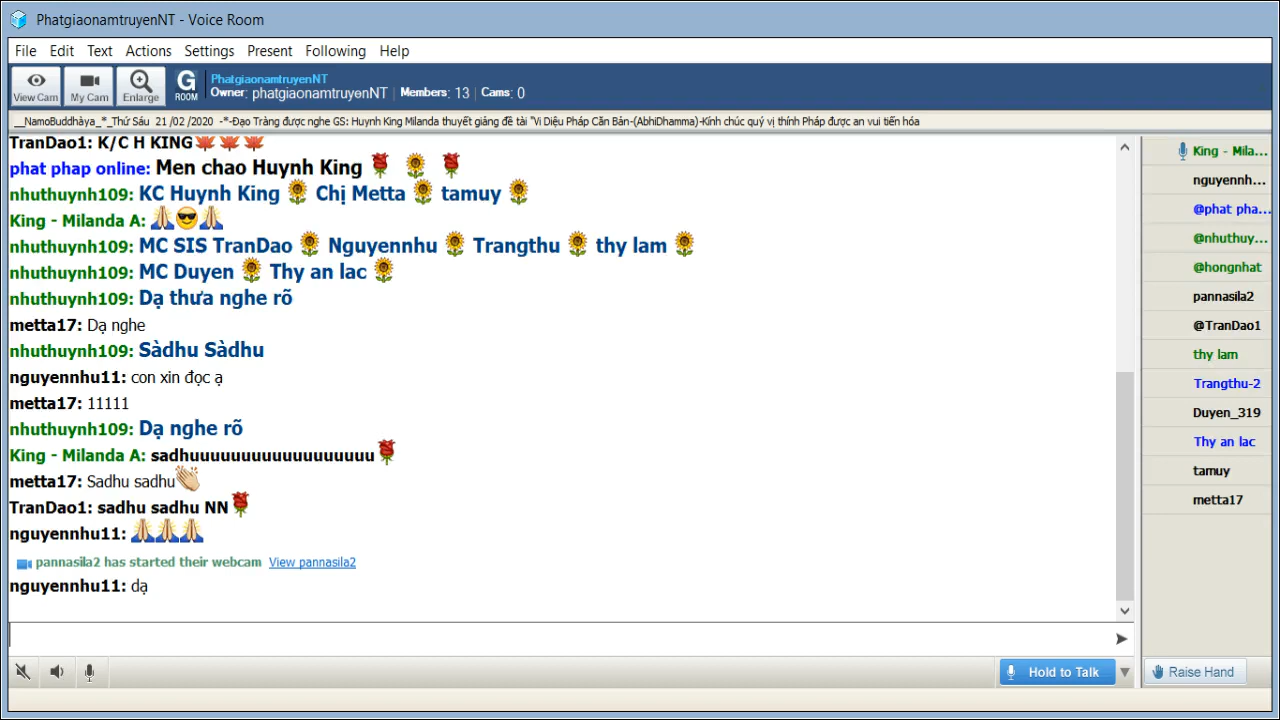 PhatgiaonamtruyenNT - Voice Room
File Edit Text Actions Settings Present Following Help
View Cam My Cam Enlarge G ROOM PhatgiaonamtruyenNT
Owner: phatgiaonamtruyenNT Members: 13 Cams: 0
__NamoBuddhàya_*_Thứ Sáu 21 /02 /2020 -*-Đạo Tràng được nghe GS: Huynh King Milanda thuyết giảng đề tài "Vi Diệu Pháp Căn Bản-(AbhiDhamma)-Kính chúc quý vị thính Pháp được an vui tiến hóa
TranDao1: K/C H KING
phat phap online: Men chao Huynh King
nhuthuynh109: KC Huynh King Chị Metta tamuy
King - Milanda A:
nhuthuynh109: MC SIS TranDao Nguyennhu Trangthu thy lam
nhuthuynh109: MC Duyen Thy an lac
nhuthuynh109: Dạ thưa nghe rõ
metta17: Dạ nghe
nhuthuynh109: Sàdhu Sàdhu
nguyennhu11: con xin đọc ạ
metta17: 11111
nhuthuynh109: Dạ nghe rõ
King - Milanda A: sadhuuuuuuuuuuuuuuuuuu
metta17: Sadhu sadhu
TranDao1: sadhu sadhu NN
nguyennhu11:
pannasila2 has started their webcam View pannasila2
nguyennhu11: dạ
King - Mila...
nguyennh...
@phat pha...
@nhuthuy...
@hongnhat
pannasila2
@TranDao1
thy lam
Trangthu-2
Duyen_319
Thy an lac
tamuy
metta17
Hold to Talk
Raise Hand